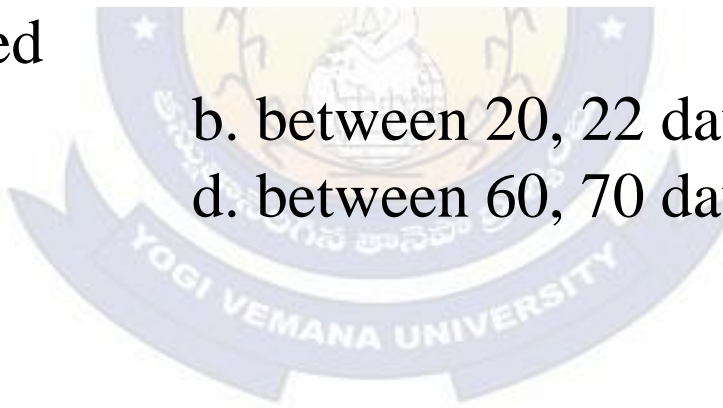 ed
b. between 20, 22 da
d. between 60, 70 da
YOGI VEMANA UNIVERSITY